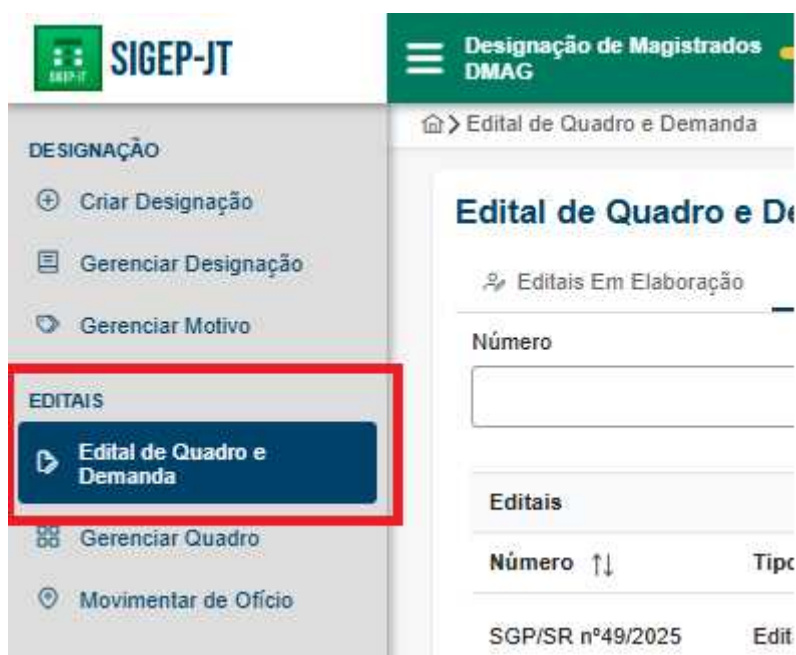 SIGEP-JT
Designação de Magistrados
DMAG
Edital de Quadro e Demanda
DESIGNAÇÃO
Criar Designação
Gerenciar Designação
Gerenciar Motivo
EDITAIS
Edital de Quadro e
Demanda
Gerenciar Quadro
Movimentar de Ofício
Edital de Quadro e De
Editais Em Elaboração
Número
Editais
Número ↑↓ Tipo
SGP/SR nº49/2025 Edit